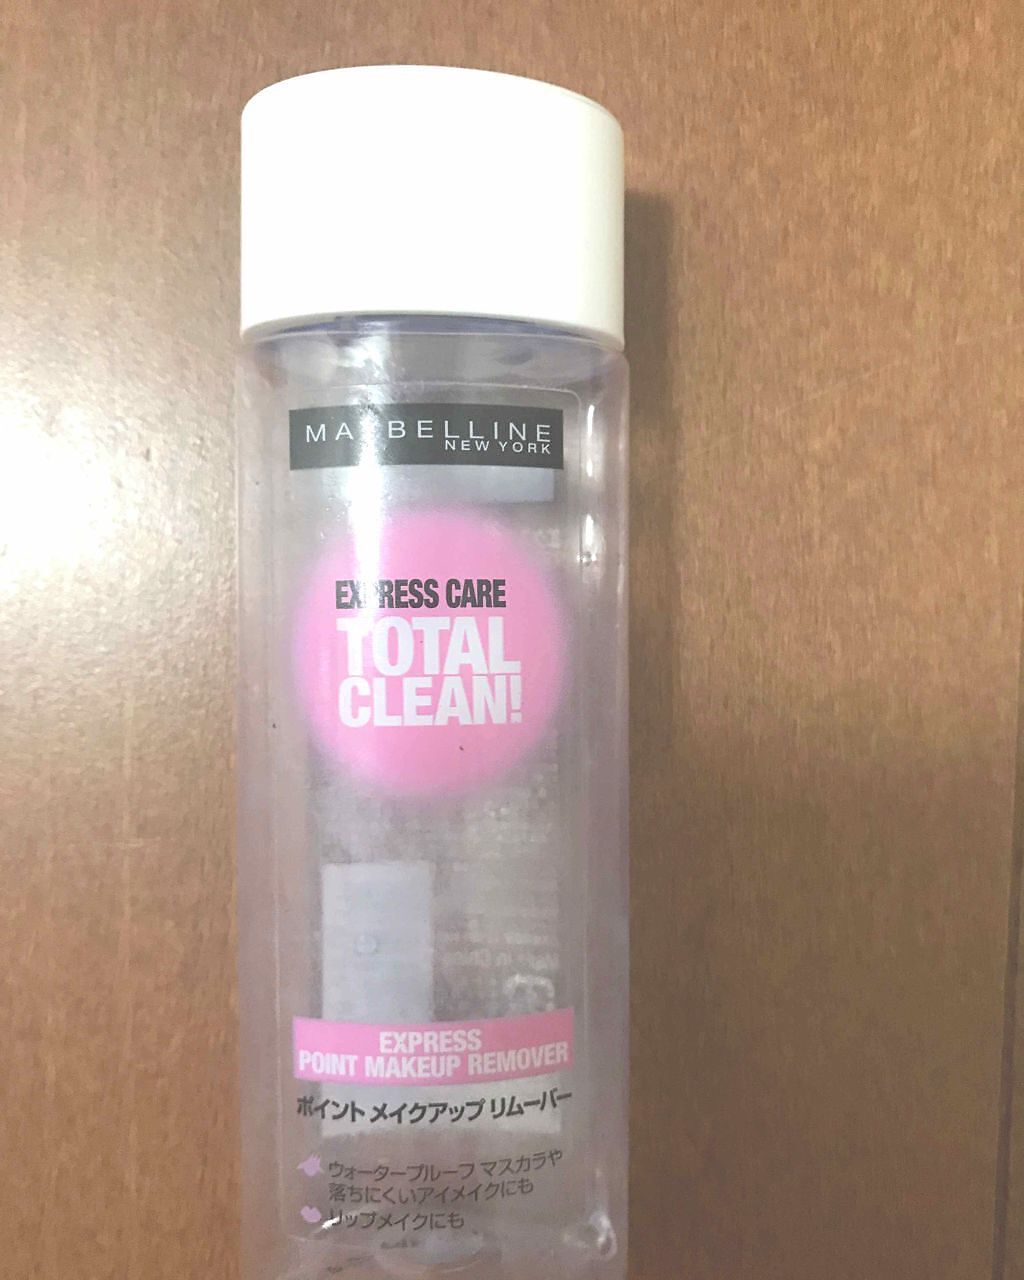 MAYBELLINE
NEW YORK
EXPRESS CARE
TOTAL
CLEAN!
EXPRESS
POINT MAKEUP REMOVER
ポイント メイクアップ リムーバー
ウォータープルーフ マスカラや
落ちにくいアイメイクにも
リップメイクにも